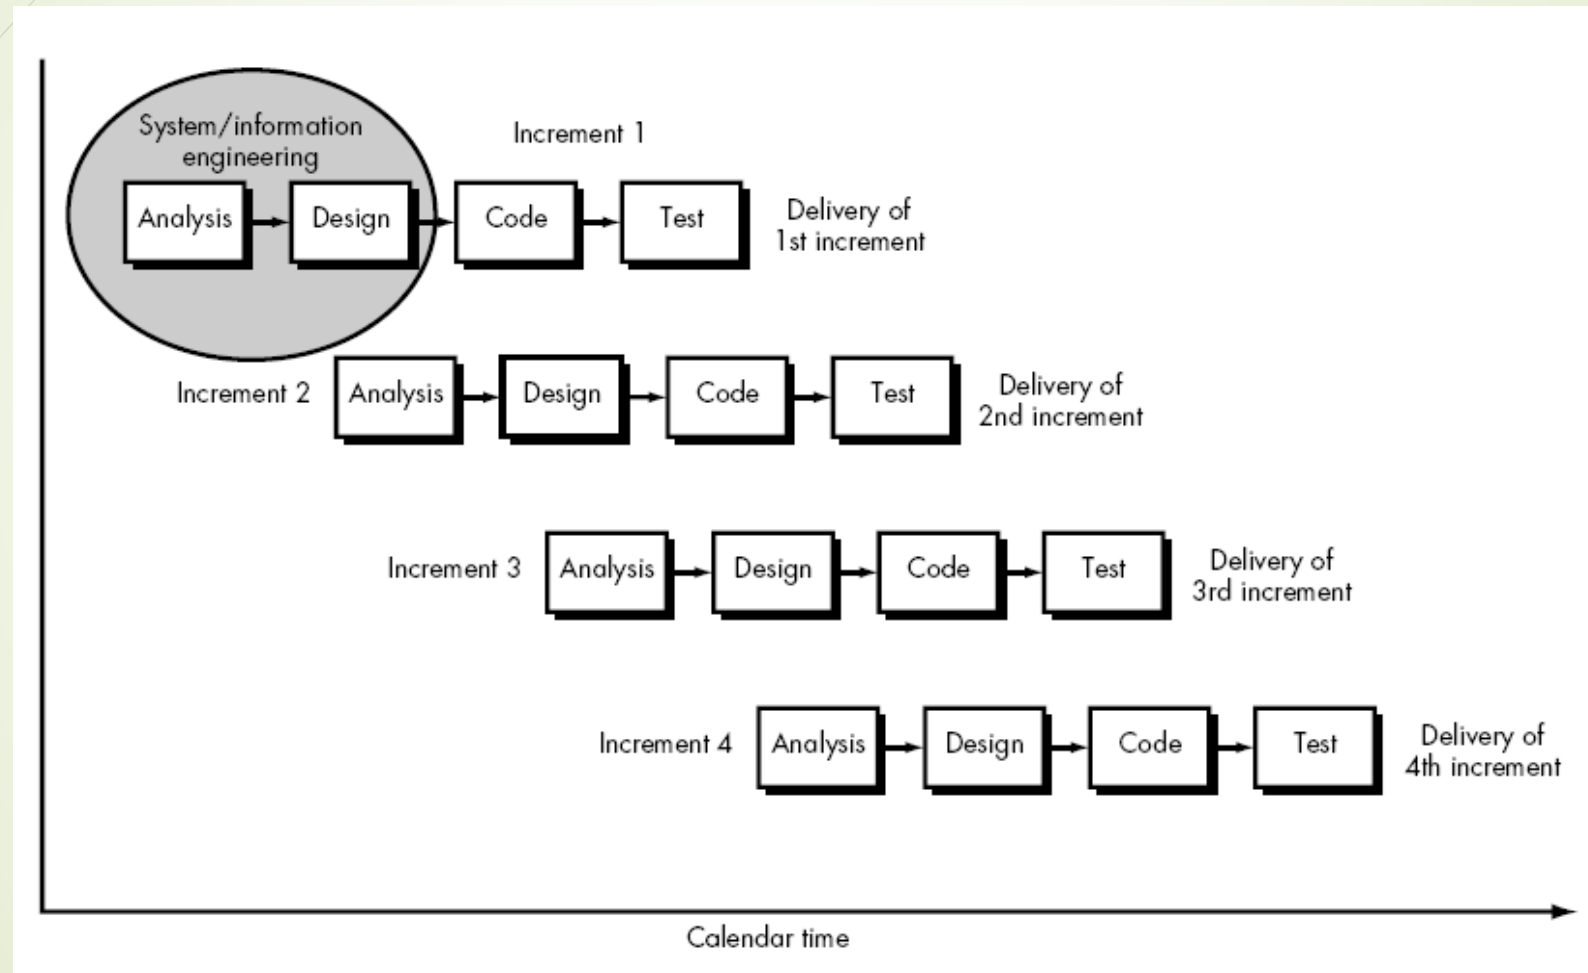 System/information
engineering
Increment 1
Analysis
Design
Code
Test
Delivery of
1st increment
Increment 2
Analysis
Design
Code
Test
Delivery of
2nd increment
Increment 3
Analysis
Design
Code
Test
Delivery of
3rd increment
Increment 4
Analysis
Design
Code
Test
Delivery of
4th increment
Calendar time